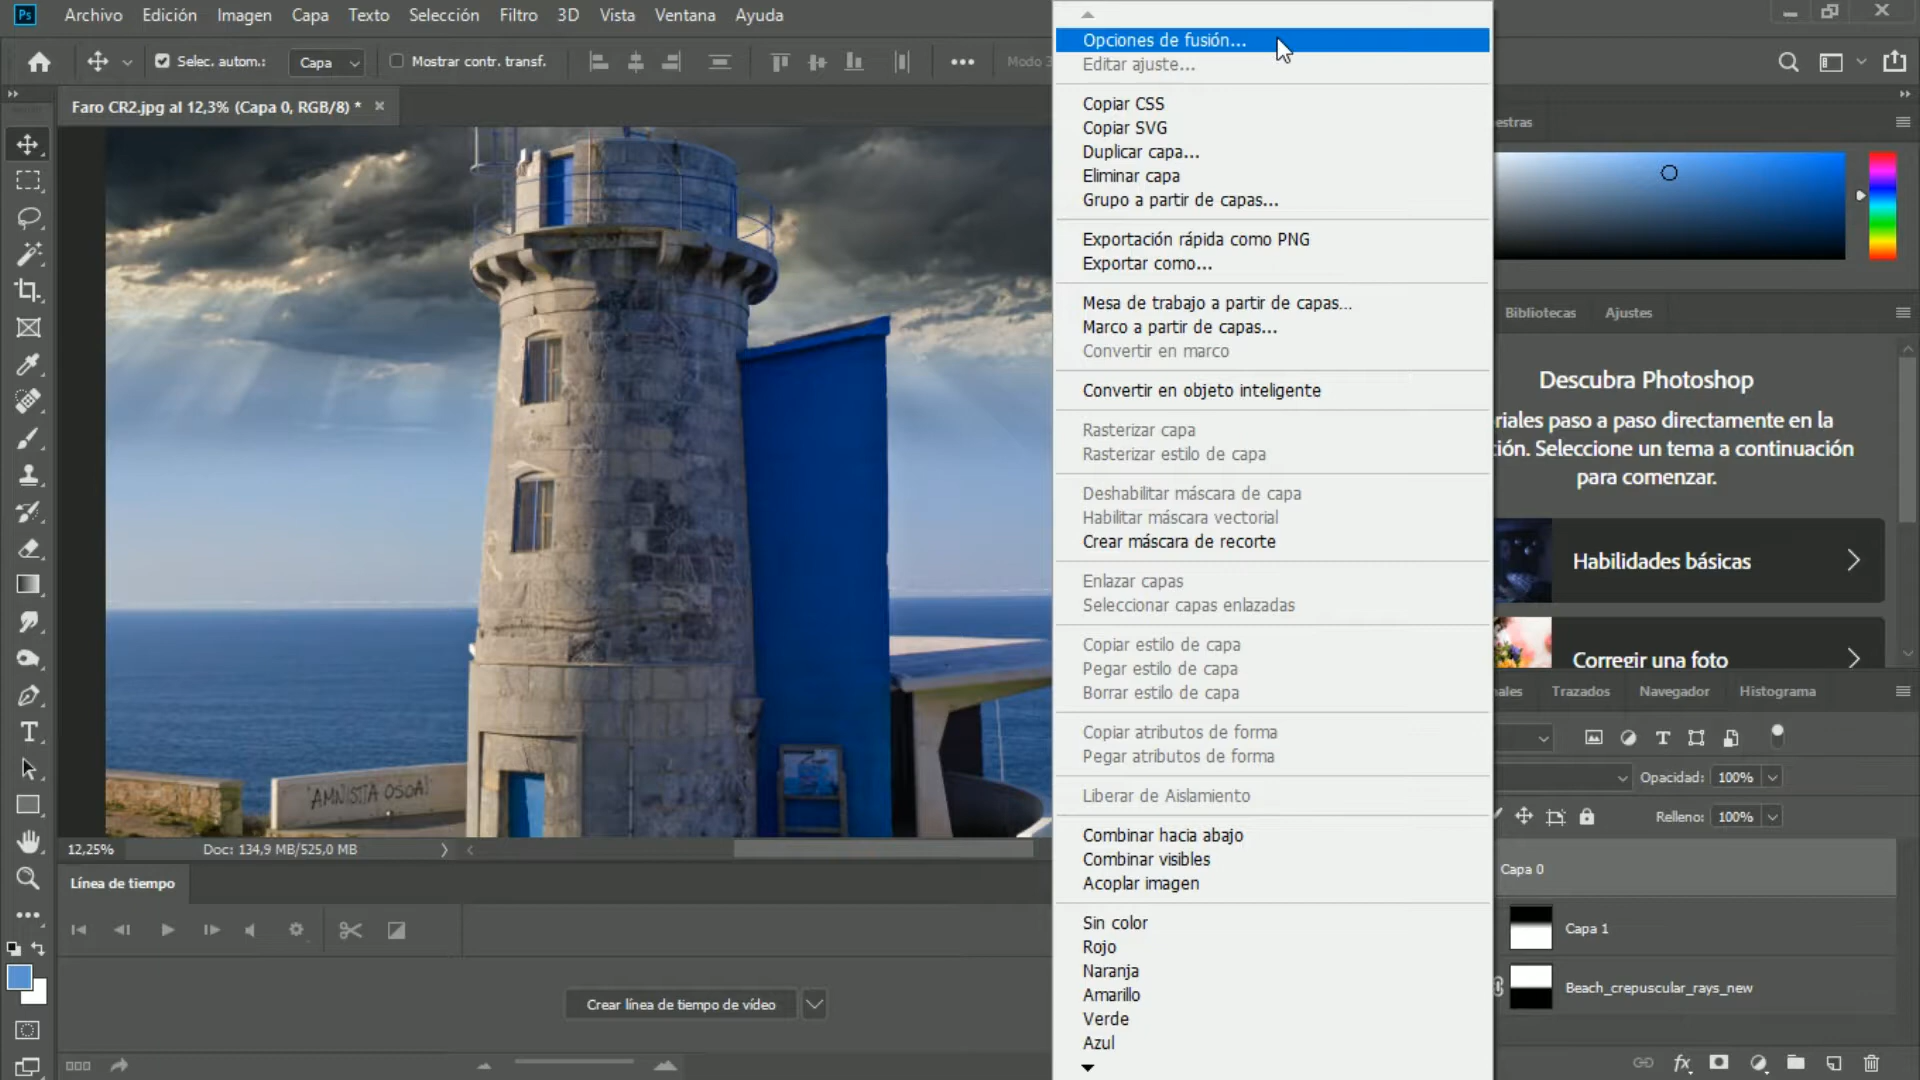 Ps
Archivo Edición Imagen Capa Texto Selección Filtro 3D Vista Ventana Ayuda
Selec. autom.: Capa Mostrar contr. transf. Modo 3
Faro CR2.jpg al 12,3% (Capa 0, RGB/8) *
Opciones de fusión...
Editar ajuste...
Copiar CSS
Copiar SVG
Duplicar capa...
Eliminar capa
Grupo a partir de capas...
Exportación rápida como PNG
Exportar como...
Mesa de trabajo a partir de capas...
Marco a partir de capas...
Convertir en marco
Convertir en objeto inteligente
Rasterizar capa
Rasterizar estilo de capa
Deshabilitar máscara de capa
Habilitar máscara vectorial
Crear máscara de recorte
Enlazar capas
Seleccionar capas enlazadas
Copiar estilo de capa
Pegar estilo de capa
Borrar estilo de capa
Copiar atributos de forma
Pegar atributos de forma
Liberar de Aislamiento
Combinar hacia abajo
Combinar visibles
Acoplar imagen
Sin color
Rojo
Naranja
Amarillo
Verde
Azul
estras
Bibliotecas Ajustes
Descubra Photoshop
riales paso a paso directamente en la
ión. Seleccione un tema a continuación
para comenzar.
Habilidades básicas
Corregir una foto
ales Trazados Navegador Histograma
Opacidad: 100%
Relleno: 100%
Capa 0
Capa 1
Beach_crepuscular_rays_new
fx
"AMNISTIA OSOA!
12,25% Doc: 134,9 MB/525,0 MB
Línea de tiempo
Crear línea de tiempo de vídeo